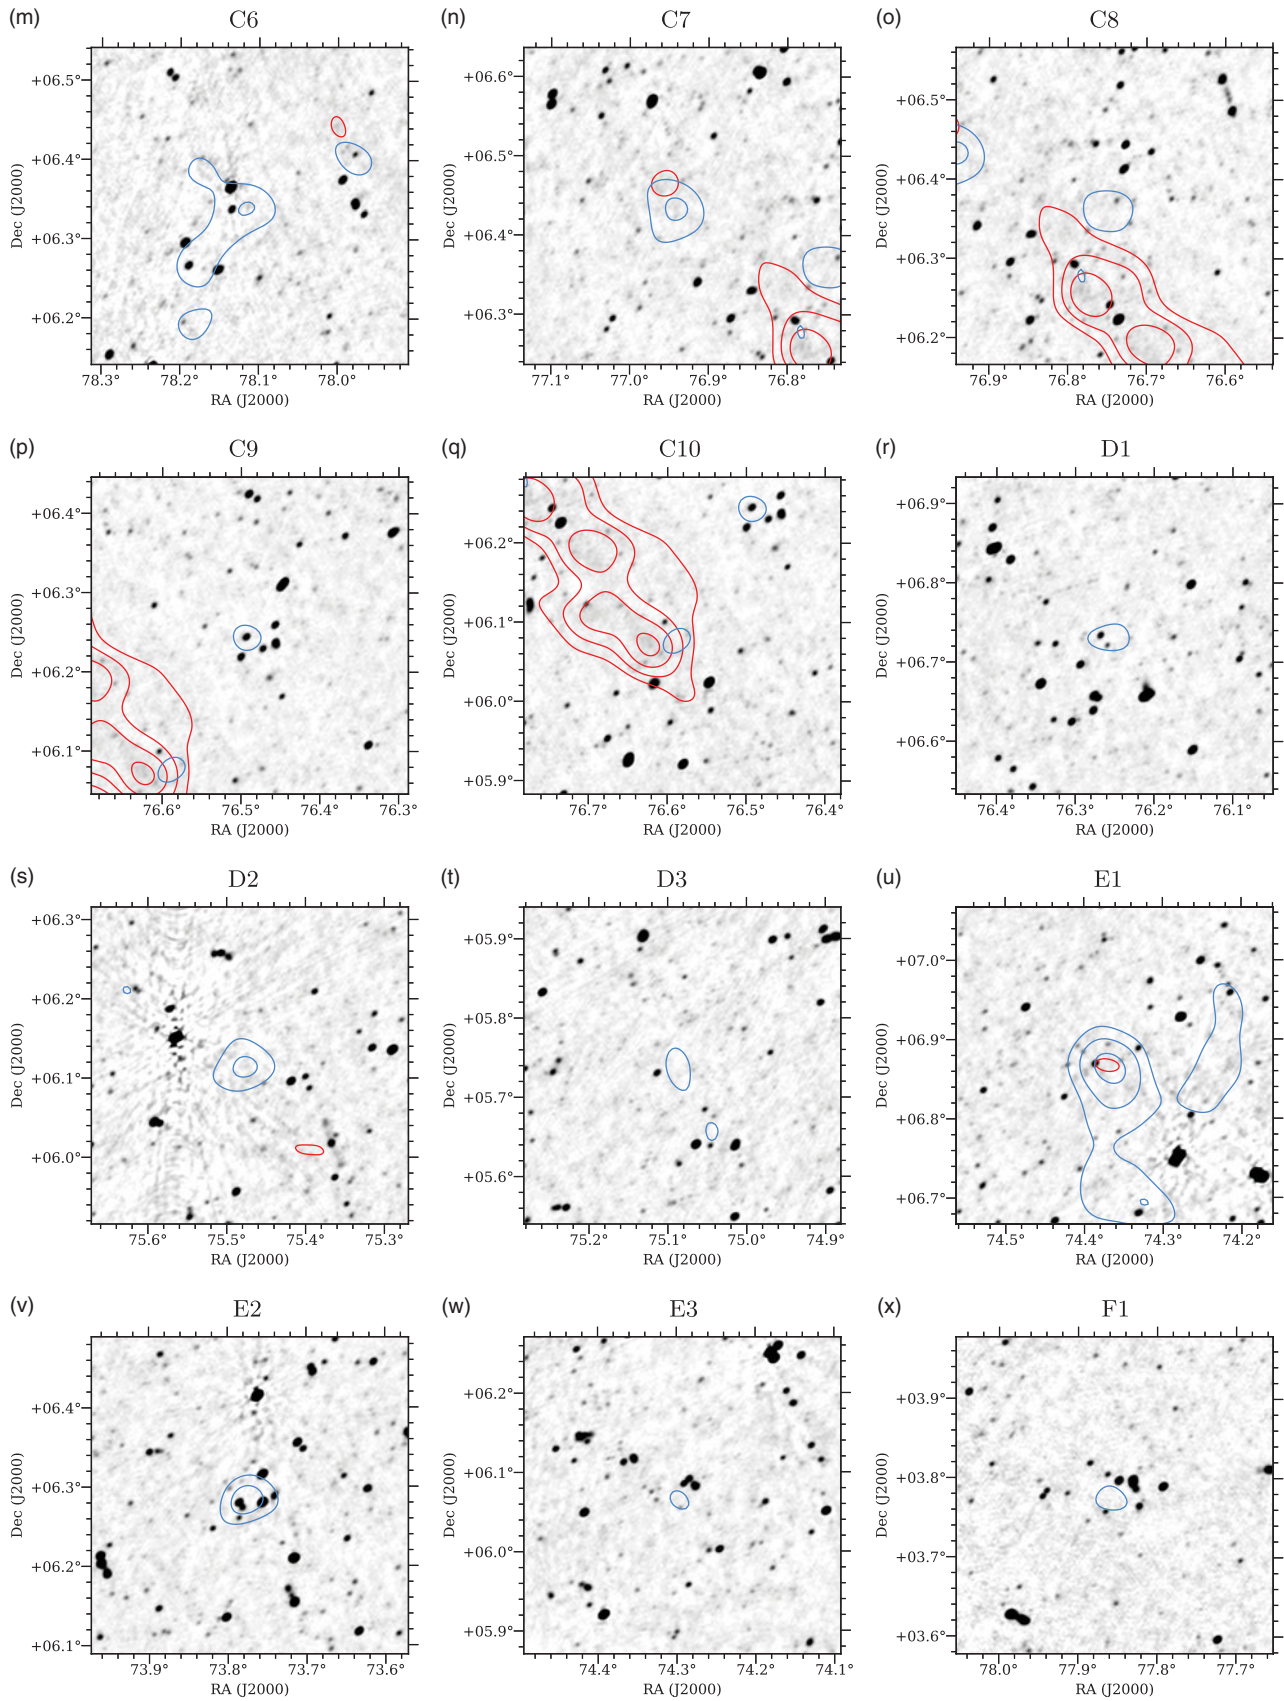 (m) C6
+06.5°
+06.4°
+06.3°
+06.2°
Dec (J2000)
78.3° 78.2° 78.1° 78.0°
RA (J2000)
(n) C7
+06.6°
+06.5°
+06.4°
+06.3°
Dec (J2000)
77.1° 77.0° 76.9° 76.8°
RA (J2000)
(o) C8
+06.5°
+06.4°
+06.3°
+06.2°
Dec (J2000)
76.9° 76.8° 76.7° 76.6°
RA (J2000)
(p) C9
+06.4°
+06.3°
+06.2°
+06.1°
Dec (J2000)
76.6° 76.5° 76.4° 76.3°
RA (J2000)
(q) C10
+06.2°
+06.1°
+06.0°
+05.9°
Dec (J2000)
76.7° 76.6° 76.5° 76.4°
RA (J2000)
(r) D1
+06.9°
+06.8°
+06.7°
+06.6°
Dec (J2000)
76.4° 76.3° 76.2° 76.1°
RA (J2000)
(s) D2
+06.3°
+06.2°
+06.1°
+06.0°
Dec (J2000)
75.6° 75.5° 75.4° 75.3°
RA (J2000)
(t) D3
+05.9°
+05.8°
+05.7°
+05.6°
Dec (J2000)
75.2° 75.1° 75.0° 74.9°
RA (J2000)
(u) E1
+07.0°
+06.9°
+06.8°
+06.7°
Dec (J2000)
74.5° 74.4° 74.3° 74.2°
RA (J2000)
(v) E2
+06.4°
+06.3°
+06.2°
+06.1°
Dec (J2000)
73.9° 73.8° 73.7° 73.6°
RA (J2000)
(w) E3
+06.2°
+06.1°
+06.0°
+05.9°
Dec (J2000)
74.4° 74.3° 74.2° 74.1°
RA (J2000)
(x) F1
+03.9°
+03.8°
+03.7°
+03.6°
Dec (J2000)
78.0° 77.9° 77.8° 77.7°
RA (J2000)